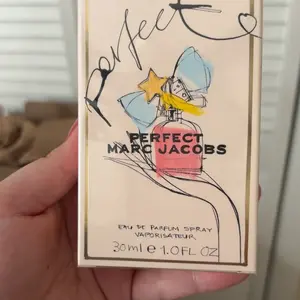 Perfect
PERFECT
MARC JACOBS
EAU DE PARFUM SPRAY
VAPORISATEUR
30ml e 1.0FL OZ